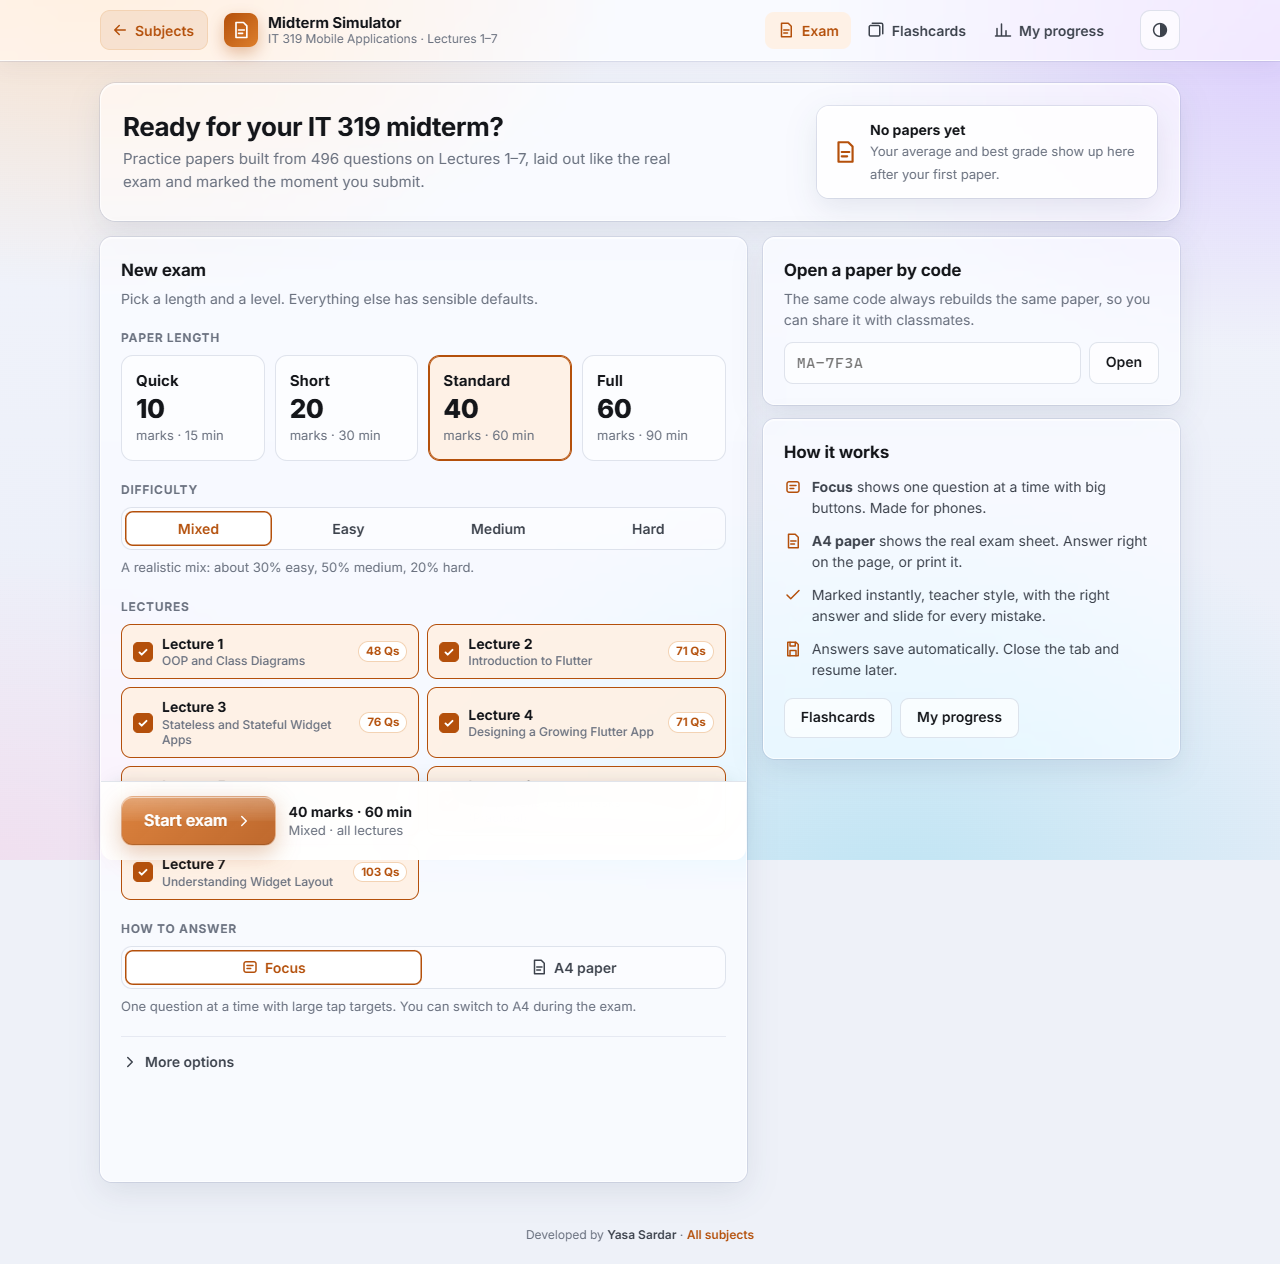 Subjects
Midterm Simulator
IT 319 Mobile Applications · Lectures 1–7
Exam
Flashcards
My progress
Ready for your IT 319 midterm?
Practice papers built from 496 questions on Lectures 1–7, laid out like the real
exam and marked the moment you submit.
No papers yet
Your average and best grade show up here
after your first paper.
New exam
Pick a length and a level. Everything else has sensible defaults.
PAPER LENGTH
Quick
10
marks · 15 min
Short
20
marks · 30 min
Standard
40
marks · 60 min
Full
60
marks · 90 min
DIFFICULTY
Mixed
Easy
Medium
Hard
A realistic mix: about 30% easy, 50% medium, 20% hard.
LECTURES
Lecture 1
OOP and Class Diagrams
48 Qs
Lecture 2
Introduction to Flutter
71 Qs
Lecture 3
Stateless and Stateful Widget
Apps
76 Qs
Lecture 4
Designing a Growing Flutter App
71 Qs
Start exam
40 marks · 60 min
Mixed · all lectures
Lecture 7
Understanding Widget Layout
103 Qs
HOW TO ANSWER
Focus
A4 paper
One question at a time with large tap targets. You can switch to A4 during the exam.
More options
Open a paper by code
The same code always rebuilds the same paper, so you
can share it with classmates.
MA-7F3A
Open
How it works
Focus shows one question at a time with big
buttons. Made for phones.
A4 paper shows the real exam sheet. Answer right
on the page, or print it.
Marked instantly, teacher style, with the right
answer and slide for every mistake.
Answers save automatically. Close the tab and
resume later.
Flashcards
My progress
Developed by Yasa Sardar · All subjects